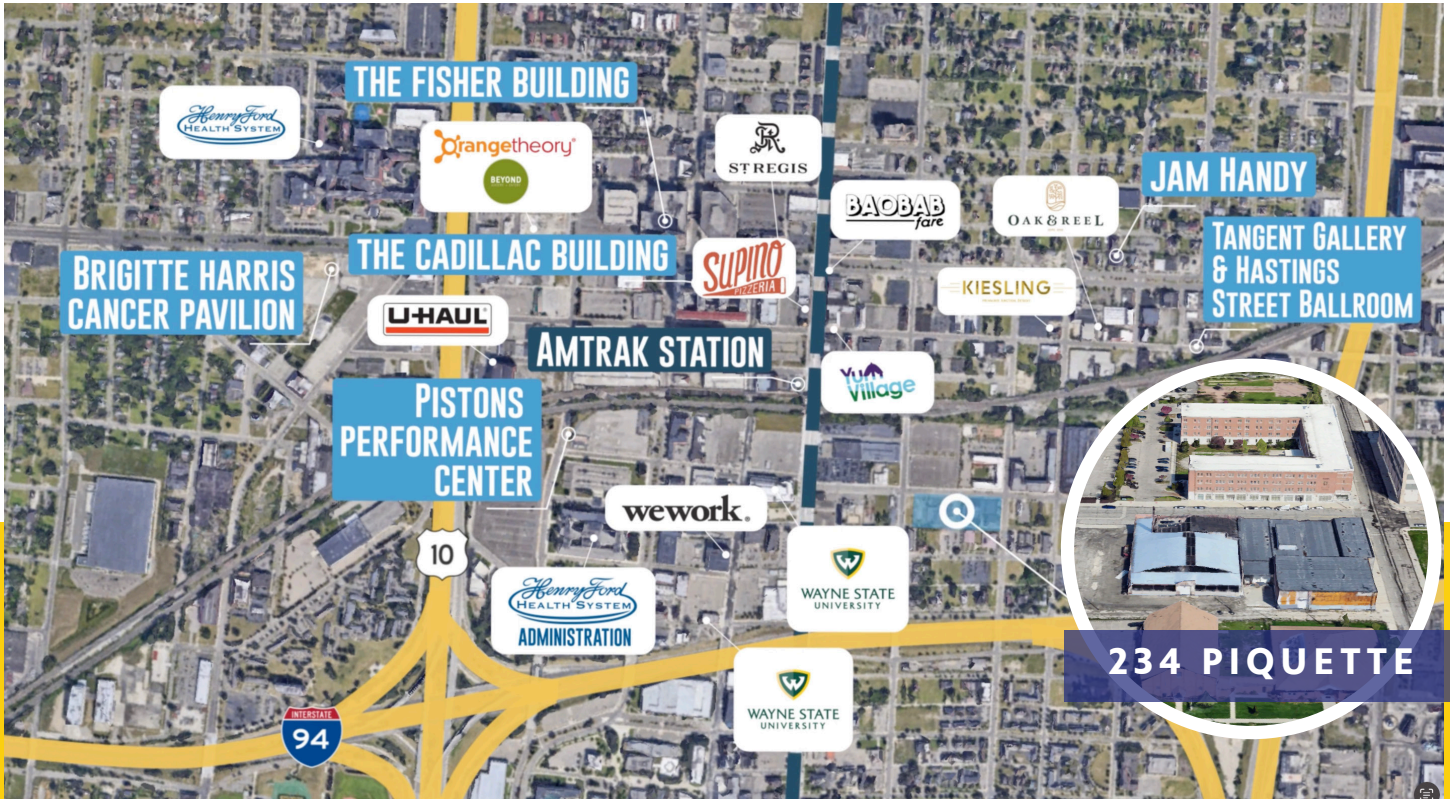 THE FISHER BUILDING
Henry Ford
HEALTH SYSTEM
orangetheory®
BEYOND
ST REGIS
JAM HANDY
BAOBAB
fare
OAK & REEL
TANGENT GALLERY
& HASTINGS
STREET BALLROOM
THE CADILLAC BUILDING
SUPINO
PIZZERIA
BRIGITTE HARRIS
CANCER PAVILION
KIESLING
U-HAUL
AMTRAK STATION
Yum
Village
PISTONS
PERFORMANCE
CENTER
wework.
10
WAYNE STATE
UNIVERSITY
Henry Ford
HEALTH SYSTEM
ADMINISTRATION
234 PIQUETTE
WAYNE STATE
UNIVERSITY
INTERSTATE
94